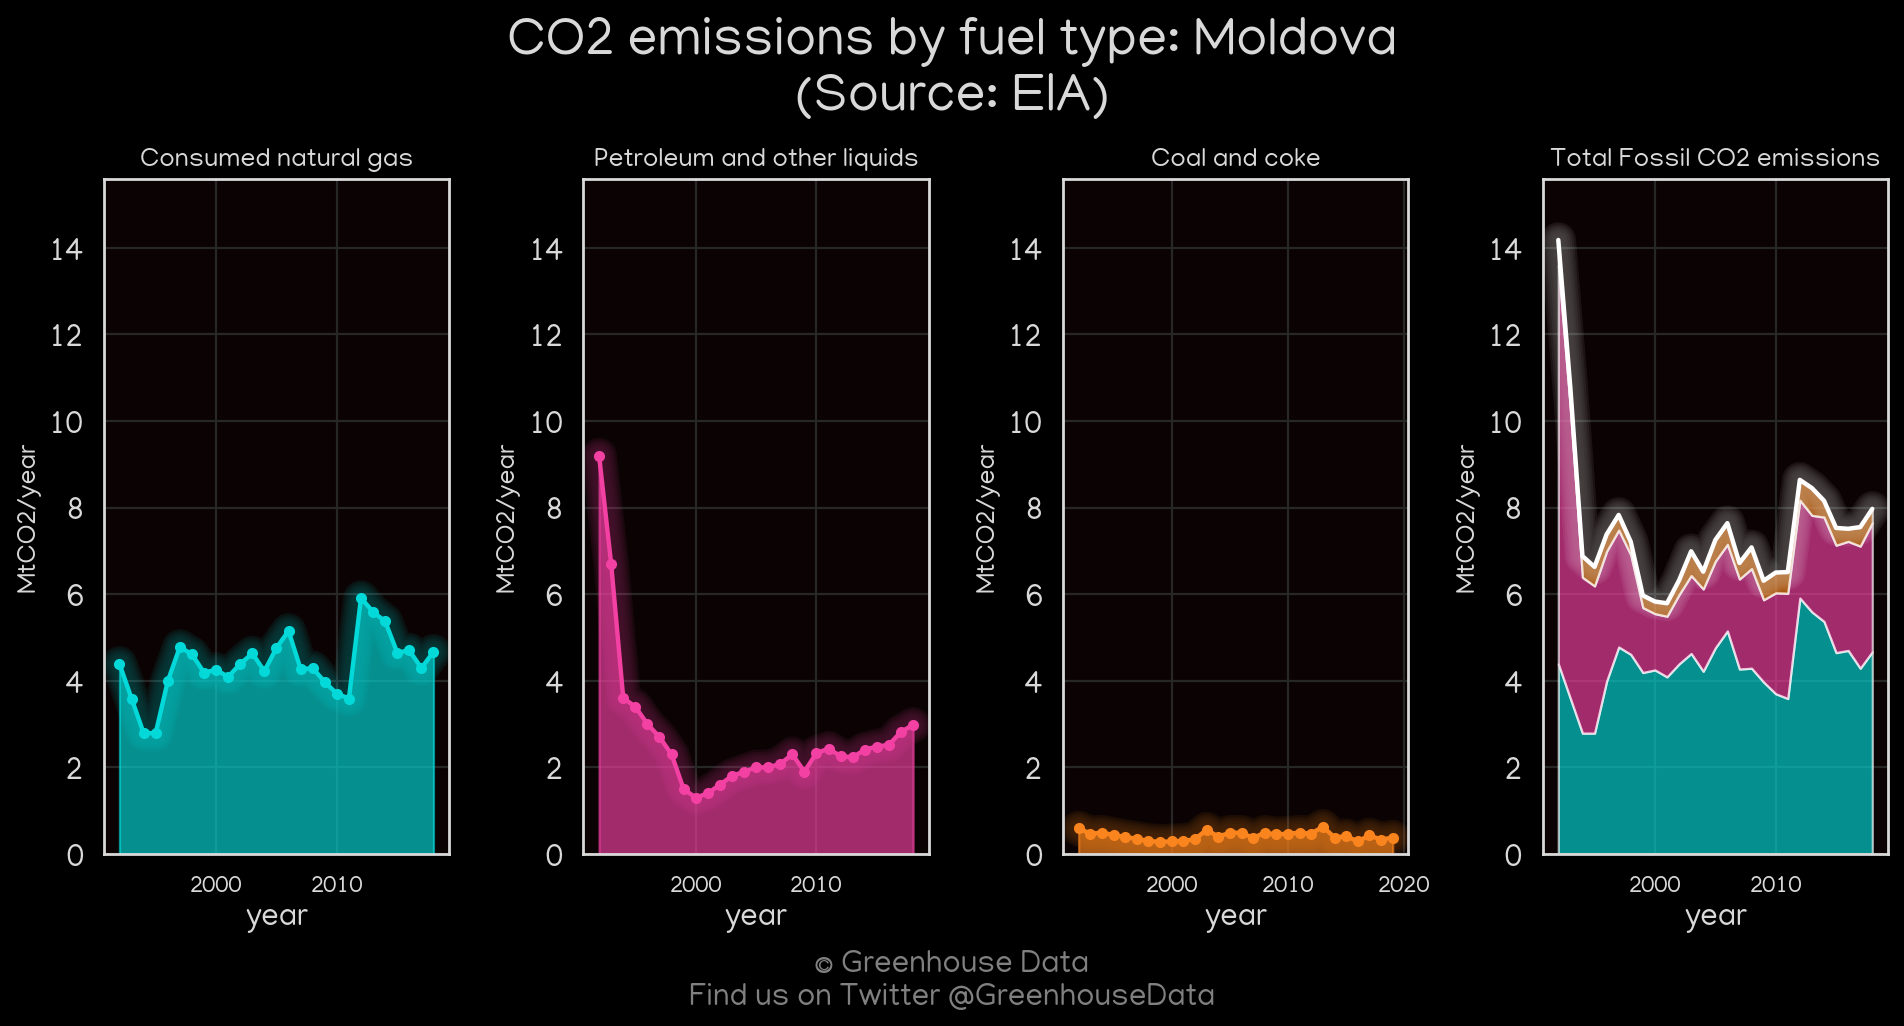 CO2 emissions by fuel type: Moldova
(Source: EIA)
Consumed natural gas
Petroleum and other liquids
Coal and coke
Total Fossil CO2 emissions
MtCO2/year
14
12
10
8
6
4
2
0
2000
2010
year
MtCO2/year
14
12
10
8
6
4
2
0
2000
2010
year
MtCO2/year
14
12
10
8
6
4
2
0
2000
2010
2020
year
MtCO2/year
14
12
10
8
6
4
2
0
2000
2010
year
© Greenhouse Data
Find us on Twitter @GreenhouseData